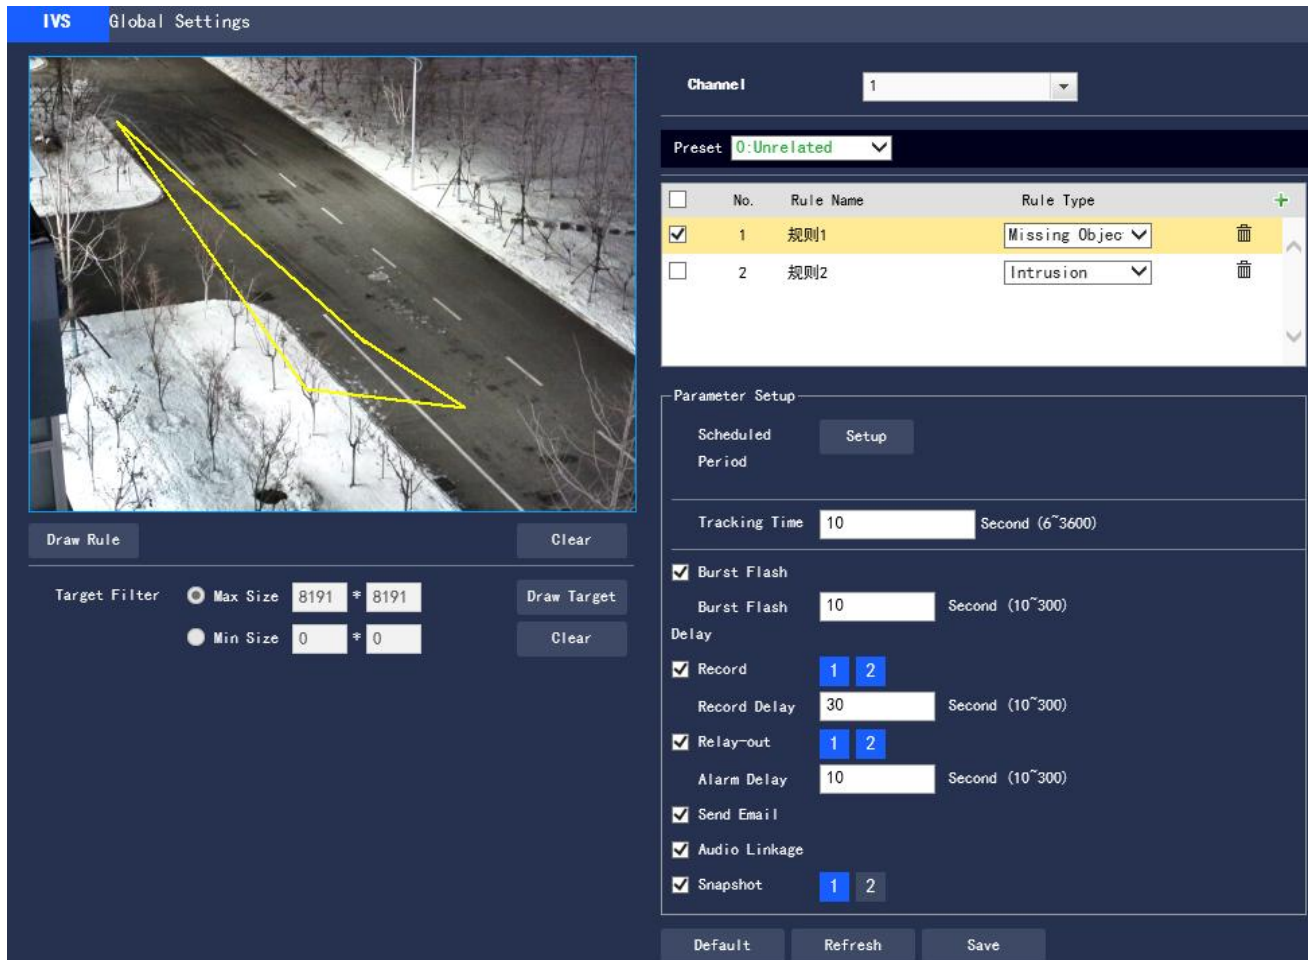 IVS Global Settings
Channel 1
Preset 0:Unrelated
No. Rule Name Rule Type +
1 规则1 Missing Objec
2 规则2 Intrusion
Parameter Setup
Scheduled Period Setup
Tracking Time 10 Second (6~3600)
Draw Rule Clear
Target Filter Max Size 8191 * 8191 Draw Target
Min Size 0 * 0 Clear
Burst Flash
Burst Flash Delay 10 Second (10~300)
Record 1 2
Record Delay 30 Second (10~300)
Relay-out 1 2
Alarm Delay 10 Second (10~300)
Send Email
Audio Linkage
Snapshot 1 2
Default Refresh Save